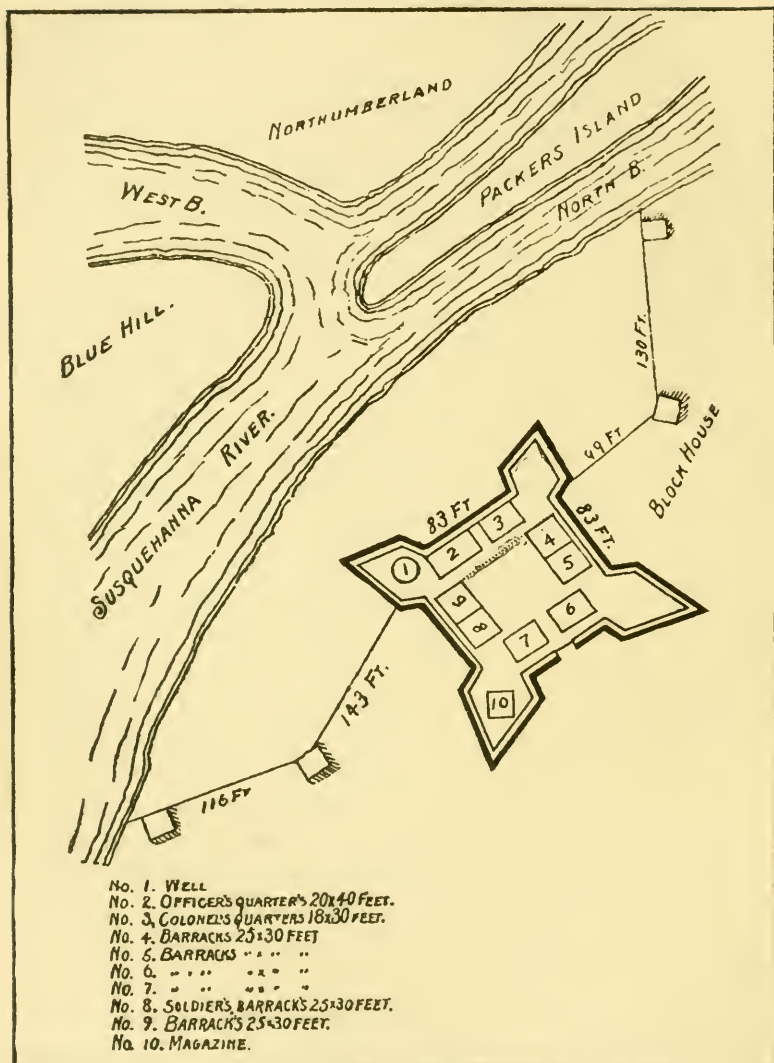 NORTHUMBERLAND
PACKERS ISLAND
NORTH B.
WEST B.
BLUE HILL.
SUSQUEHANNA RIVER.
130 FT.
49 FT
BLOCK HOUSE
83 FT
83 FT.
1
2
3
4
5
6
7
8
9
10
143 FT.
116 FT
No. 1. WELL
No. 2. OFFICER'S QUARTER'S 20X40 FEET.
No. 3. COLONEL'S QUARTERS 18X30 FEET.
No. 4. BARRACKS 25X30 FEET
No. 5. BARRACKS " " x " "
No. 6. " " " " x " "
No. 7. " " " " x " "
No. 8. SOLDIER'S BARRACK'S 25X30 FEET.
No. 9. BARRACK'S 25X30 FEET.
No. 10. MAGAZINE.